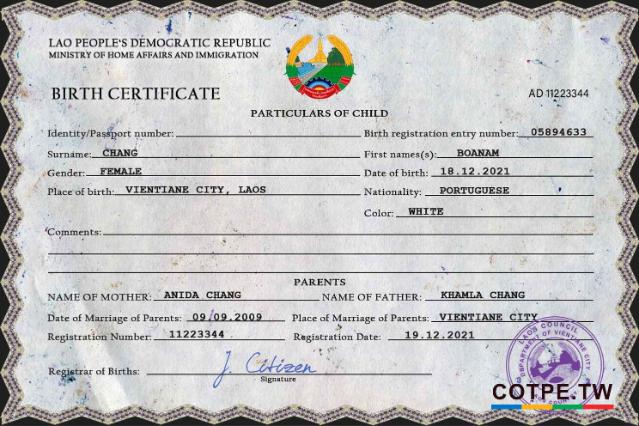 LAO PEOPLE'S DEMOCRATIC REPUBLIC
MINISTRY OF HOME AFFAIRS AND IMMIGRATION
BIRTH CERTIFICATE
AD 11223344
PARTICULARS OF CHILD
Identity/Passport number: Birth registration entry number: 05894633
Surname: CHANG First names(s): BOANAM
Gender: FEMALE Date of birth: 18.12.2021
Place of birth: VIENTIANE CITY, LAOS Nationality: PORTUGUESE
Color: WHITE
Comments:
PARENTS
NAME OF MOTHER: ANIDA CHANG NAME OF FATHER: KHAMLA CHANG
Date of Marriage of Parents: 09/09.2009 Place of Marriage of Parents: VIENTIANE CITY
Registration Number: 11223344 Registration Date: 19.12.2021
Registrar of Births: J. Citizen
Signature
LAOS COUNCIL
DEPARTMENT OF VIENTIANE CITY
COTPE.TW